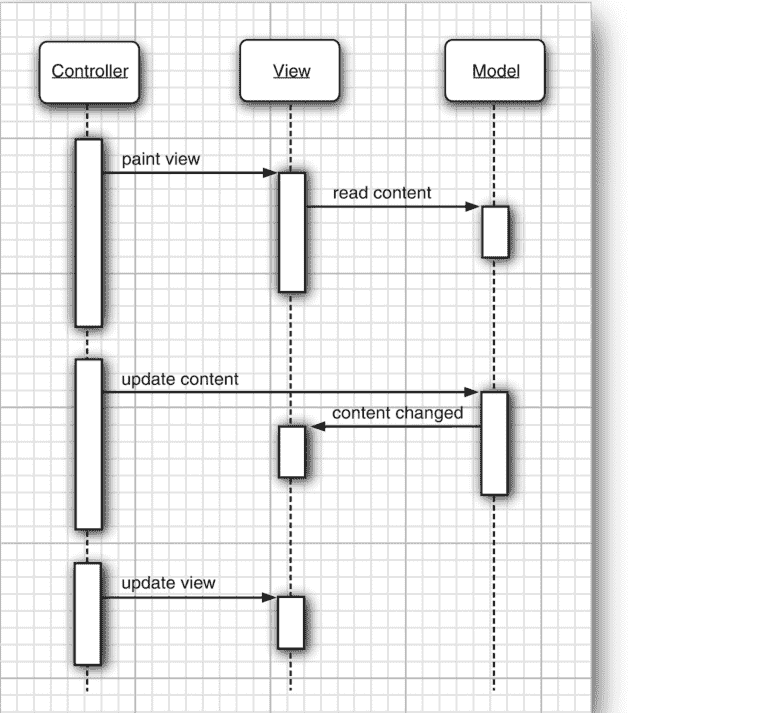 Controller
View
Model
paint view
read content
update content
content changed
update view